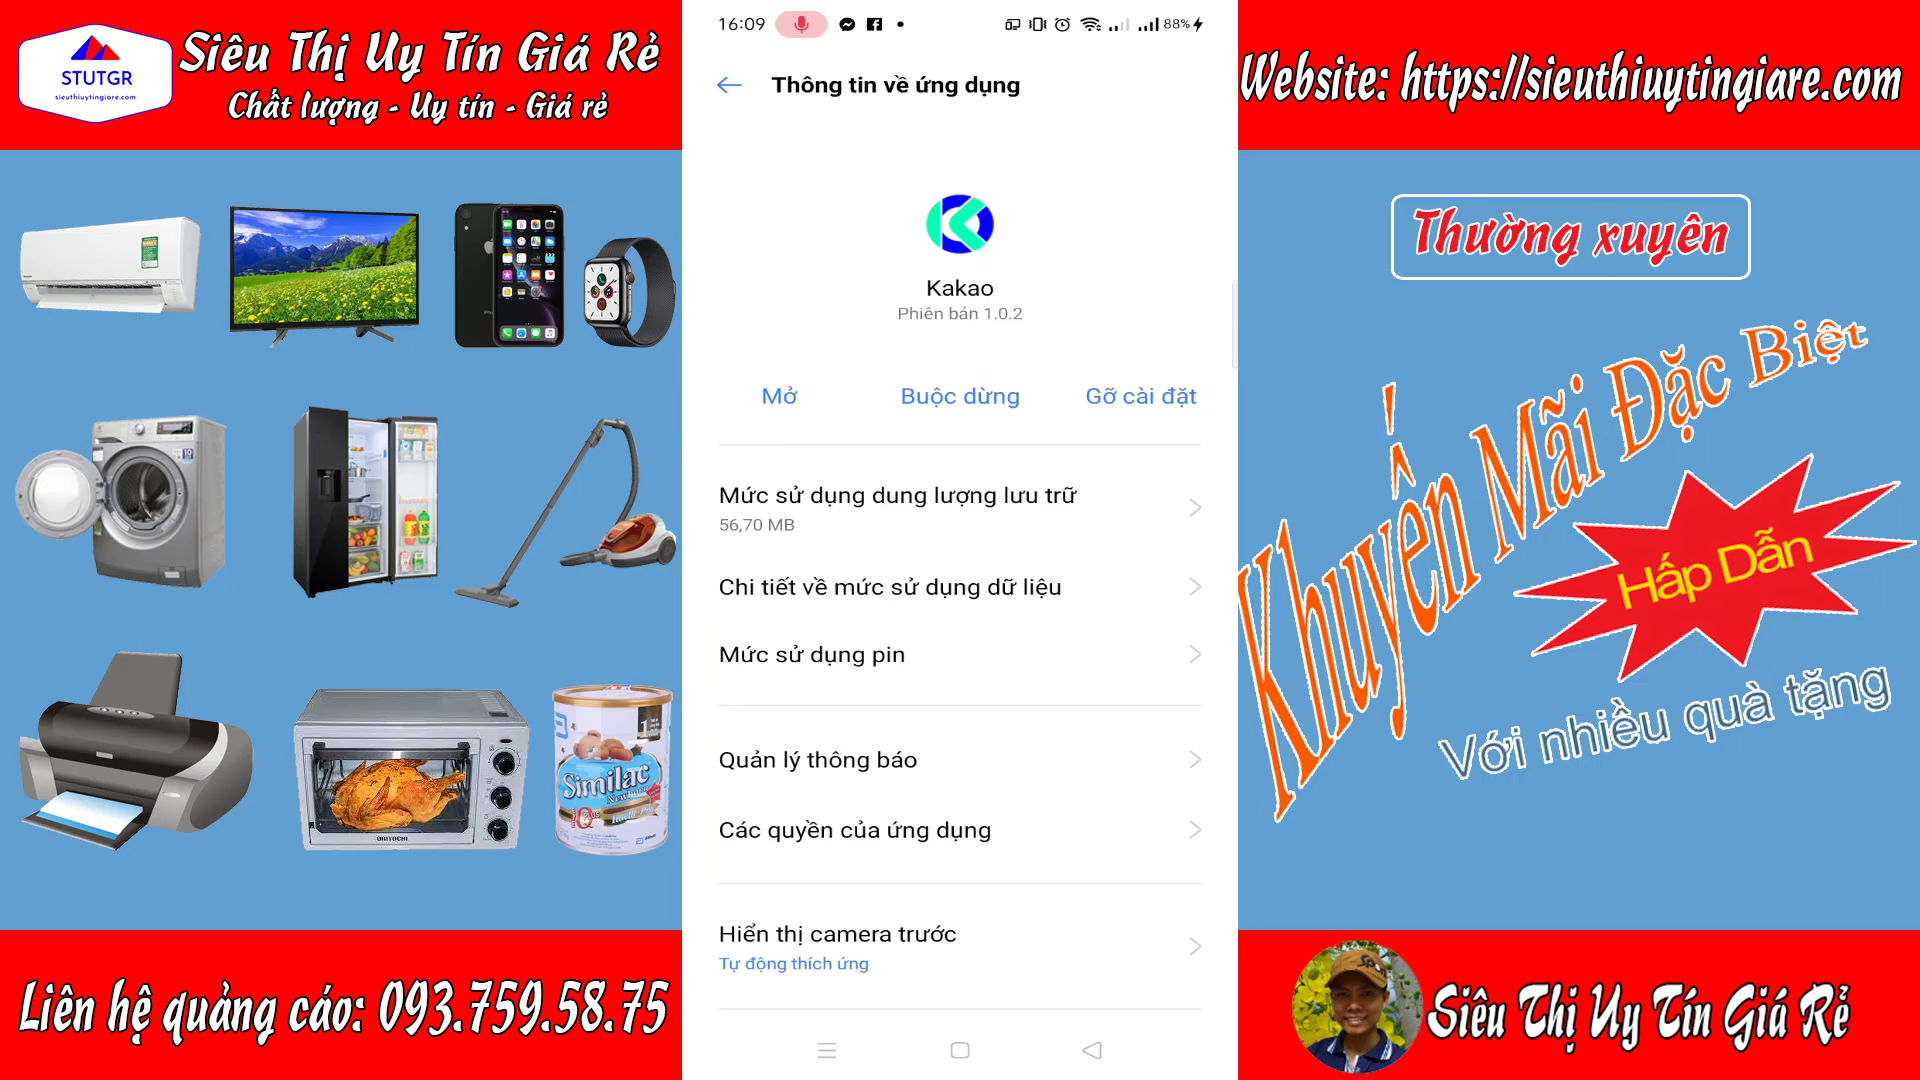 STUTGR
sieuthiuytingiare.com
Siêu Thị Uy Tín Giá Rẻ
Chất lượng - Uy tín - Giá rẻ
16:09
88%
Thông tin về ứng dụng
Kakao
Phiên bản 1.0.2
Mở
Buộc dừng
Gỡ cài đặt
Mức sử dụng dung lượng lưu trữ
56,70 MB
Chi tiết về mức sử dụng dữ liệu
Mức sử dụng pin
Quản lý thông báo
Các quyền của ứng dụng
Hiển thị camera trước
Tự động thích ứng
Website: https://sieuthiuytingiare.com
Thường xuyên
Khuyến Mãi Đặc Biệt
Hấp Dẫn
Với nhiều quà tặng
Similac
IQ
1
Liên hệ quảng cáo: 093.759.58.75
Siêu Thị Uy Tín Giá Rẻ